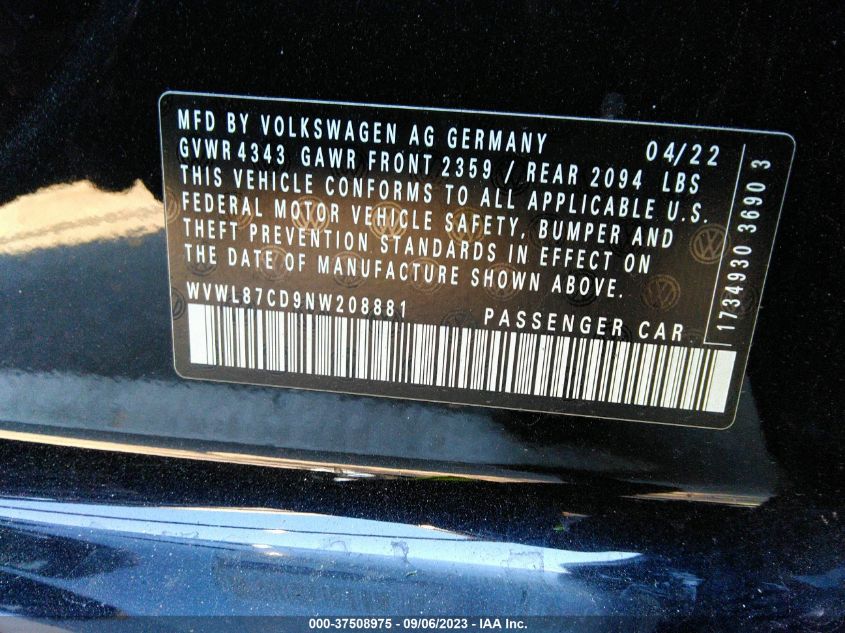 MFD BY VOLKSWAGEN AG GERMANY 04/22
GVWR 4343 GAWR FRONT 2359 / REAR 2094 LBS
THIS VEHICLE CONFORMS TO ALL APPLICABLE U.S.
FEDERAL MOTOR VEHICLE SAFETY, BUMPER AND
THEFT PREVENTION STANDARDS IN EFFECT ON
THE DATE OF MANUFACTURE SHOWN ABOVE.
WVWL87CD9NW208881 PASSENGER CAR
1734930 3690 3
000-37508975 - 09/06/2023 - IAA Inc.